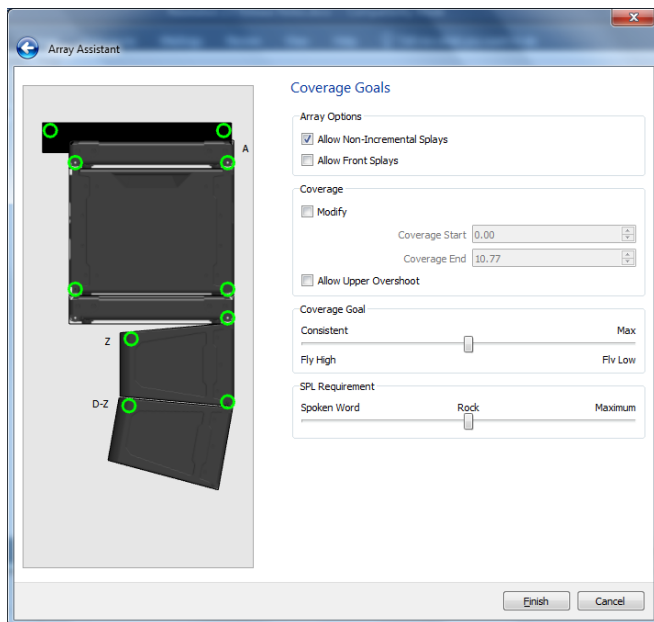 Array Assistant
Coverage Goals
Array Options
Allow Non-Incremental Splays
Allow Front Splays
Coverage
Modify
Coverage Start 0.00
Coverage End 10.77
Allow Upper Overshoot
Coverage Goal
Consistent Max
Fly High Fly Low
SPL Requirement
Spoken Word Rock Maximum
A
Z
D-Z
Finish Cancel